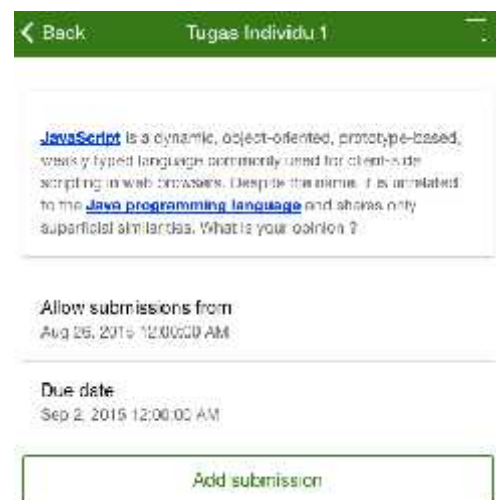 Back
Tugas Individu 1
JavaScript is a dynamic, object-oriented, prototype-based,
weakly typed language commonly used for client-side
scripting in web browsers. Despite the name, it is unrelated
to the Java programming language and shares only
superficial similarities. What is your opinion ?
Allow submissions from
Aug 26, 2015 12:00:00 AM
Due date
Sep 2, 2015 12:00:00 AM
Add submission